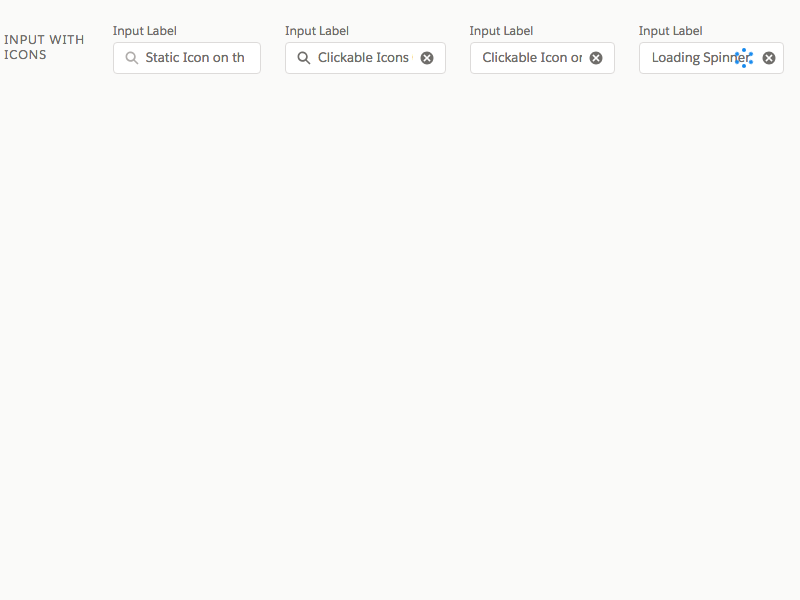 INPUT WITH
ICONS
Input Label
Static Icon on th
Input Label
Clickable Icons
Input Label
Clickable Icon or
Input Label
Loading Spinner